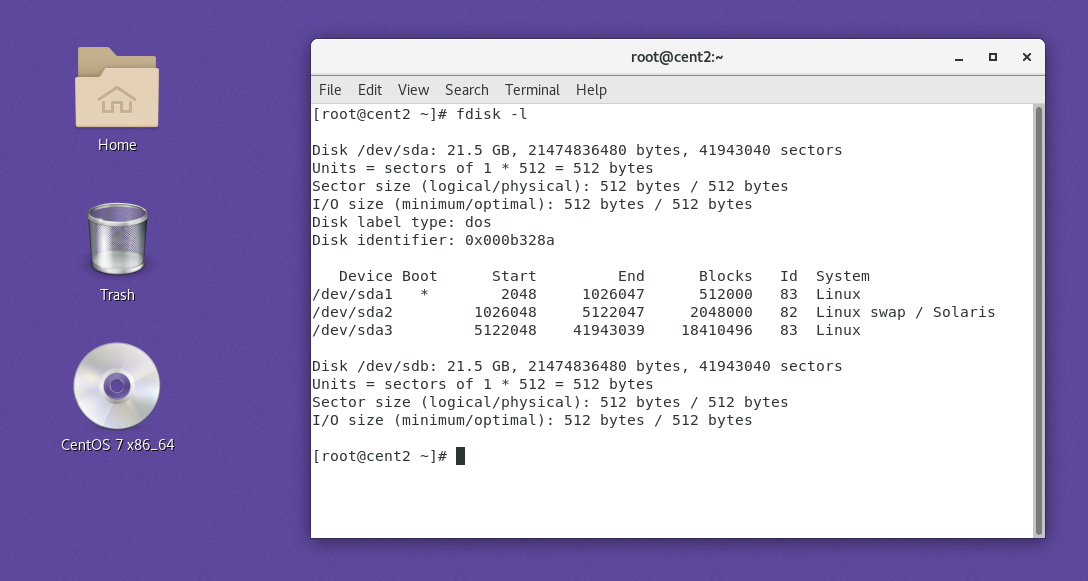 Home
Trash
CentOS 7 x86_64
root@cent2:~
File Edit View Search Terminal Help
[root@cent2 ~]# fdisk -l

Disk /dev/sda: 21.5 GB, 21474836480 bytes, 41943040 sectors
Units = sectors of 1 * 512 = 512 bytes
Sector size (logical/physical): 512 bytes / 512 bytes
I/O size (minimum/optimal): 512 bytes / 512 bytes
Disk label type: dos
Disk identifier: 0x000b328a

   Device Boot      Start         End      Blocks   Id  System
/dev/sda1   *        2048     1026047      512000   83  Linux
/dev/sda2         1026048     5122047     2048000   82  Linux swap / Solaris
/dev/sda3         5122048    41943039    18410496   83  Linux

Disk /dev/sdb: 21.5 GB, 21474836480 bytes, 41943040 sectors
Units = sectors of 1 * 512 = 512 bytes
Sector size (logical/physical): 512 bytes / 512 bytes
I/O size (minimum/optimal): 512 bytes / 512 bytes

[root@cent2 ~]#